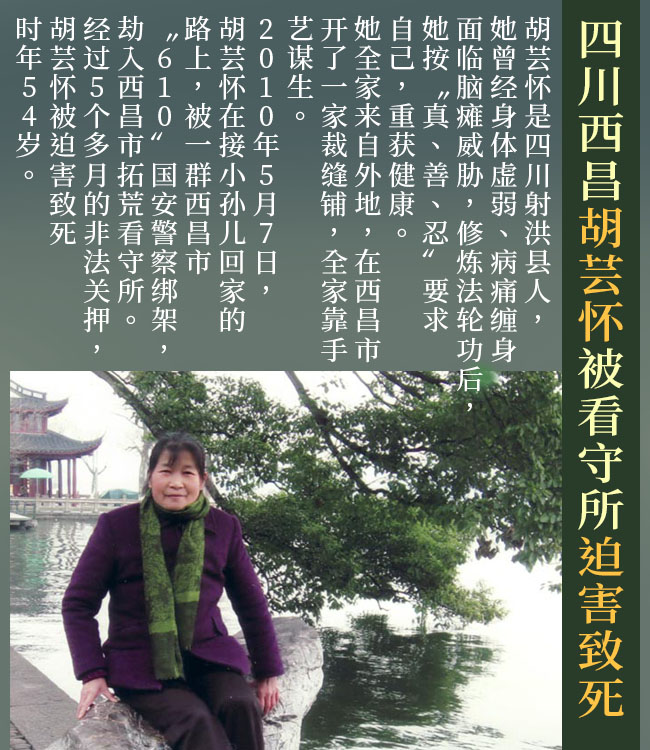 四川西昌胡芸怀被看守所迫害致死
胡芸怀是四川射洪县人，
她曾经身体虚弱、病痛缠身
面临脑瘫威胁，修炼法轮功后，
她按〝真、善、忍〞要求
自己，重获健康。
她全家来自外地，在西昌市
开了一家裁缝铺，全家靠手
艺谋生。
2010年5月7日，
胡芸怀在接小孙儿回家的
路上，被一群西昌市
〝610〞国安警察绑架，
劫入西昌市拓荒看守所。
经过5个多月的非法关押，
胡芸怀被迫害致死
时年54岁。